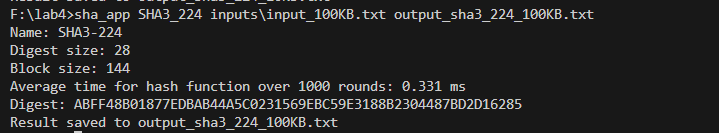 F:\lab4>sha_app SHA3_224 inputs\input_100KB.txt output_sha3_224_100KB.txt
Name: SHA3-224
Digest size: 28
Block size: 144
Average time for hash function over 1000 rounds: 0.331 ms
Digest: ABFF48B01877EDBAB44A5C0231569EBC59E3188B2304487BD2D16285
Result saved to output_sha3_224_100KB.txt